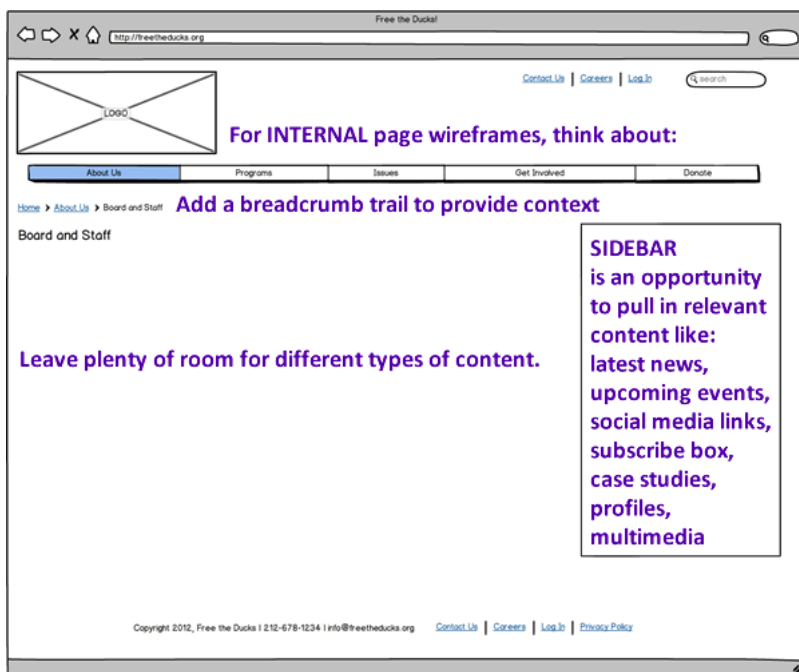 Free the Ducks!
http://freetheducks.org
Contact Us | Careers | Log In
search
LOGO
For INTERNAL page wireframes, think about:
About Us Programs Issues Get Involved Donate
Home > About Us > Board and Staff
Add a breadcrumb trail to provide context
Board and Staff
SIDEBAR
is an opportunity
to pull in relevant
content like:
latest news,
upcoming events,
social media links,
subscribe box,
case studies,
profiles,
multimedia
Leave plenty of room for different types of content.
Copyright 2012, Free the Ducks | 212-678-1234 | info@freetheducks.org Contact Us | Careers | Log In | Privacy Policy